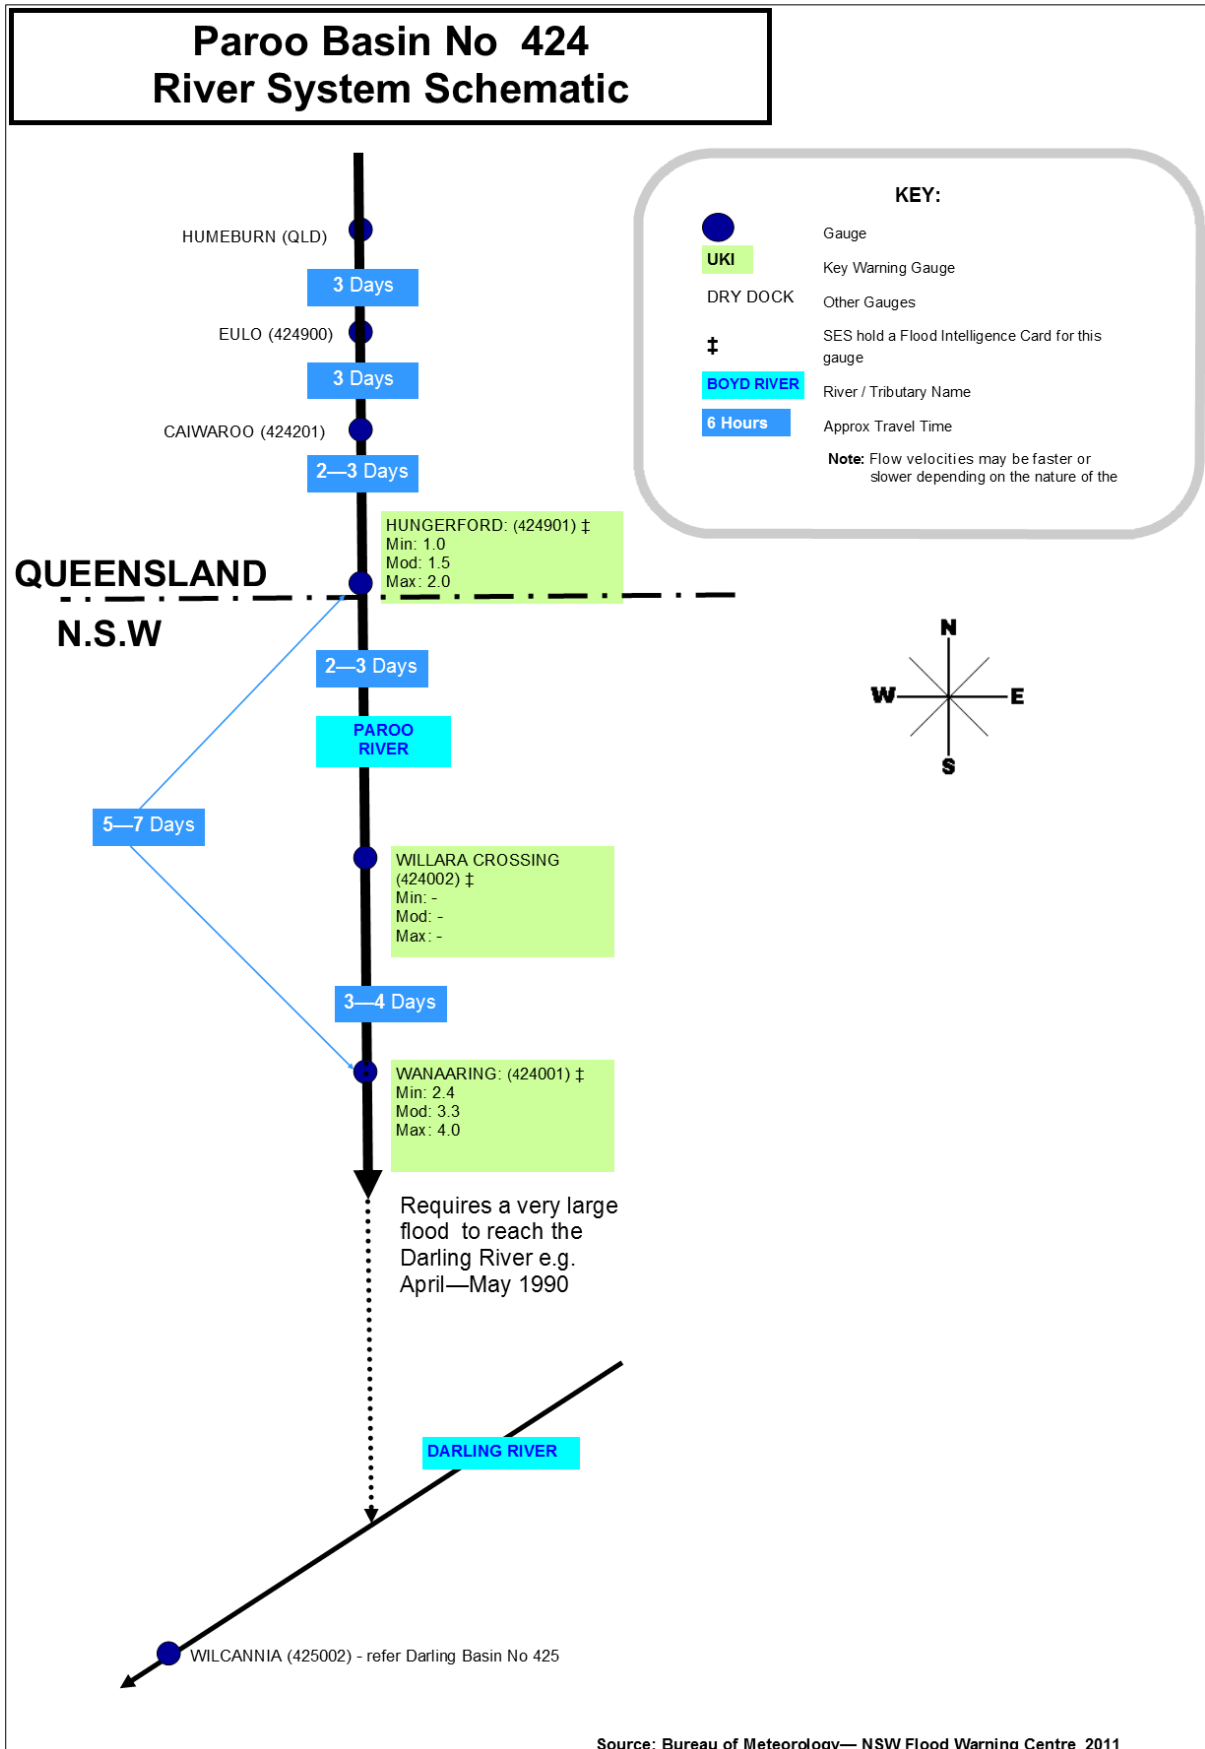 Paroo Basin No 424
River System Schematic
KEY:
Gauge
UKI
Key Warning Gauge
DRY DOCK
Other Gauges
‡
SES hold a Flood Intelligence Card for this
gauge
BOYD RIVER
River / Tributary Name
6 Hours
Approx Travel Time
Note: Flow velocities may be faster or
slower depending on the nature of the
HUMEBURN (QLD)
3 Days
EULO (424900)
3 Days
CAIWAROO (424201)
2—3 Days
HUNGERFORD: (424901) ‡
Min: 1.0
Mod: 1.5
Max: 2.0
QUEENSLAND
N.S.W
N
W
E
S
2—3 Days
PAROO
RIVER
5—7 Days
WILLARA CROSSING
(424002) ‡
Min: -
Mod: -
Max: -
3—4 Days
WANAARING: (424001) ‡
Min: 2.4
Mod: 3.3
Max: 4.0
Requires a very large
flood to reach the
Darling River e.g.
April—May 1990
DARLING RIVER
WILCANNIA (425002) - refer Darling Basin No 425
Source: Bureau of Meteorology— NSW Flood Warning Centre 2011